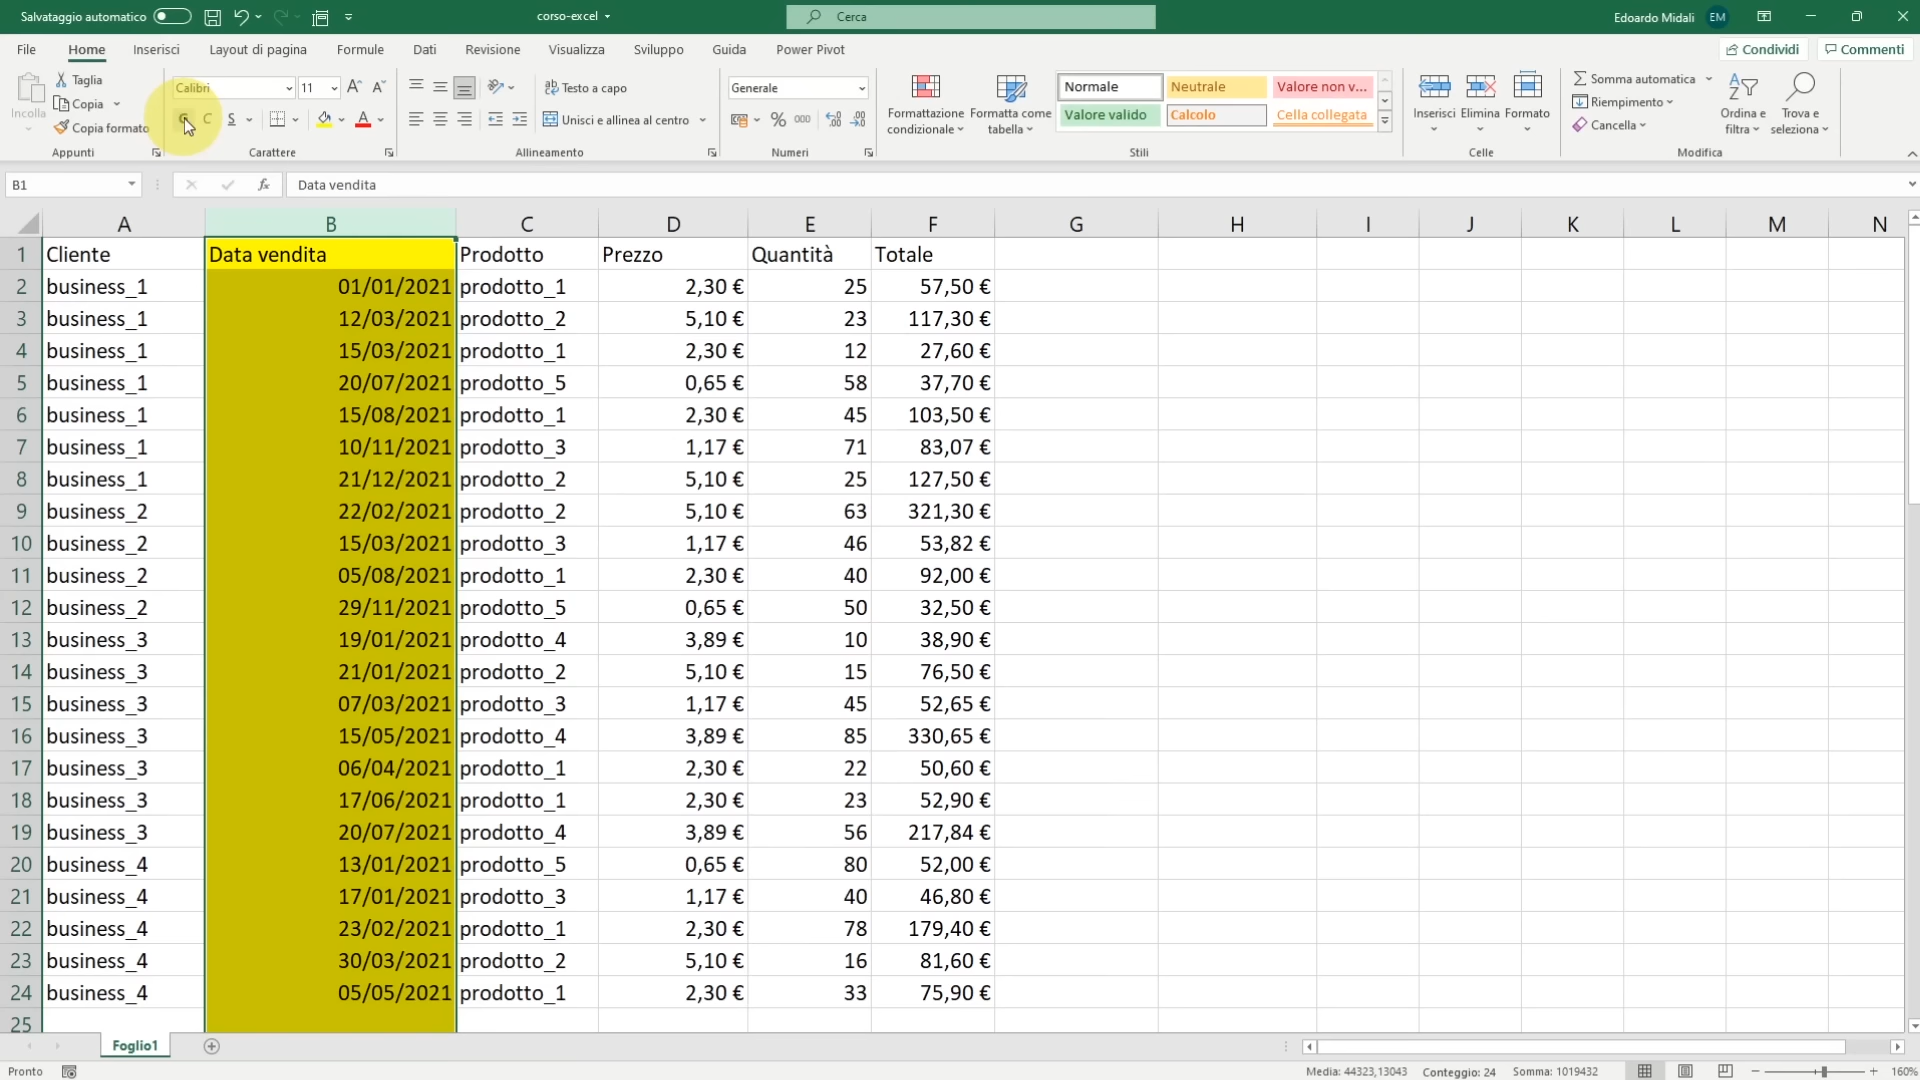 Salvataggio automatico
corso-excel
Cerca
Edoardo Midali
EM
File
Home
Inserisci
Layout di pagina
Formule
Dati
Revisione
Visualizza
Sviluppo
Guida
Power Pivot
Condividi
Commenti
Incolla
Taglia
Copia
Copia formato
Appunti
Calibri
11
G C S
Carattere
Testo a capo
Unisci e allinea al centro
Allineamento
Generale
% 000
Numeri
Formattazione
condizionale
Formatta come
tabella
Normale
Neutrale
Valore non v...
Valore valido
Calcolo
Cella collegata
Stili
Inserisci
Elimina
Formato
Celle
Somma automatica
Riempimento
Cancella
Ordina e
filtra
Trova e
seleziona
Modifica
B1
fx
Data vendita
A B C D E F G H I J K L M N
1 Cliente Data vendita Prodotto Prezzo Quantità Totale
2 business_1 01/01/2021 prodotto_1 2,30 € 25 57,50 €
3 business_1 12/03/2021 prodotto_2 5,10 € 23 117,30 €
4 business_1 15/03/2021 prodotto_1 2,30 € 12 27,60 €
5 business_1 20/07/2021 prodotto_5 0,65 € 58 37,70 €
6 business_1 15/08/2021 prodotto_1 2,30 € 45 103,50 €
7 business_1 10/11/2021 prodotto_3 1,17 € 71 83,07 €
8 business_1 21/12/2021 prodotto_2 5,10 € 25 127,50 €
9 business_2 22/02/2021 prodotto_2 5,10 € 63 321,30 €
10 business_2 15/03/2021 prodotto_3 1,17 € 46 53,82 €
11 business_2 05/08/2021 prodotto_1 2,30 € 40 92,00 €
12 business_2 29/11/2021 prodotto_5 0,65 € 50 32,50 €
13 business_3 19/01/2021 prodotto_4 3,89 € 10 38,90 €
14 business_3 21/01/2021 prodotto_2 5,10 € 15 76,50 €
15 business_3 07/03/2021 prodotto_3 1,17 € 45 52,65 €
16 business_3 15/05/2021 prodotto_4 3,89 € 85 330,65 €
17 business_3 06/04/2021 prodotto_1 2,30 € 22 50,60 €
18 business_3 17/06/2021 prodotto_1 2,30 € 23 52,90 €
19 business_3 20/07/2021 prodotto_4 3,89 € 56 217,84 €
20 business_4 13/01/2021 prodotto_5 0,65 € 80 52,00 €
21 business_4 17/01/2021 prodotto_3 1,17 € 40 46,80 €
22 business_4 23/02/2021 prodotto_1 2,30 € 78 179,40 €
23 business_4 30/03/2021 prodotto_2 5,10 € 16 81,60 €
24 business_4 05/05/2021 prodotto_1 2,30 € 33 75,90 €
25
Foglio1
Pronto
Media: 44323,13043
Conteggio: 24
Somma: 1019432
160%